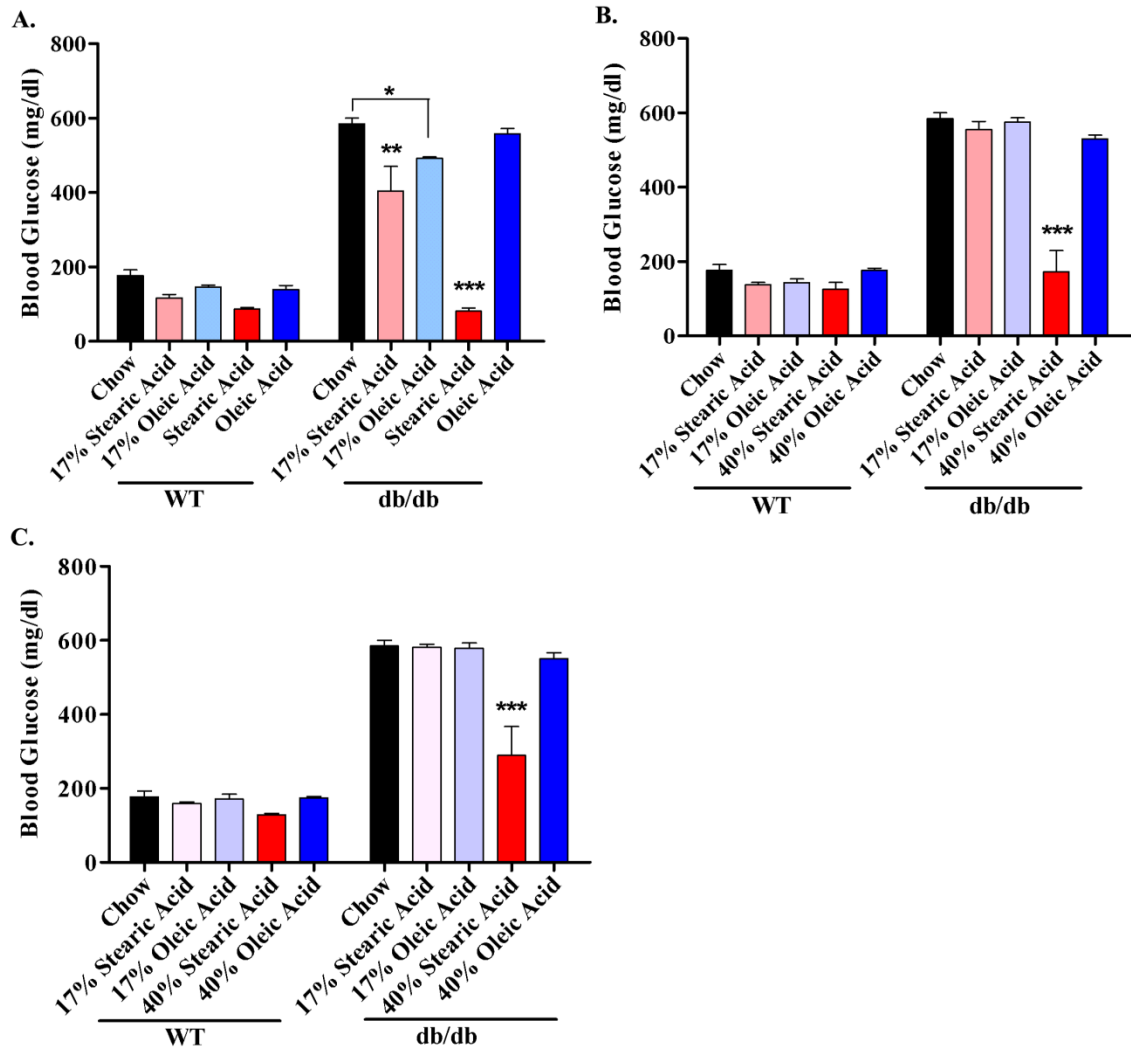 A.
Blood Glucose (mg/dl)
800
600
400
200
0
*
**
***
Chow
17% Stearic Acid
17% Oleic Acid
Stearic Acid
Oleic Acid
Chow
17% Stearic Acid
17% Oleic Acid
Stearic Acid
Oleic Acid
WT
db/db
B.
Blood Glucose (mg/dl)
800
600
400
200
0
***
Chow
17% Stearic Acid
17% Oleic Acid
40% Stearic Acid
40% Oleic Acid
Chow
17% Stearic Acid
17% Oleic Acid
40% Stearic Acid
40% Oleic Acid
WT
db/db
C.
Blood Glucose (mg/dl)
800
600
400
200
0
***
Chow
17% Stearic Acid
17% Oleic Acid
40% Stearic Acid
40% Oleic Acid
Chow
17% Stearic Acid
17% Oleic Acid
40% Stearic Acid
40% Oleic Acid
WT
db/db